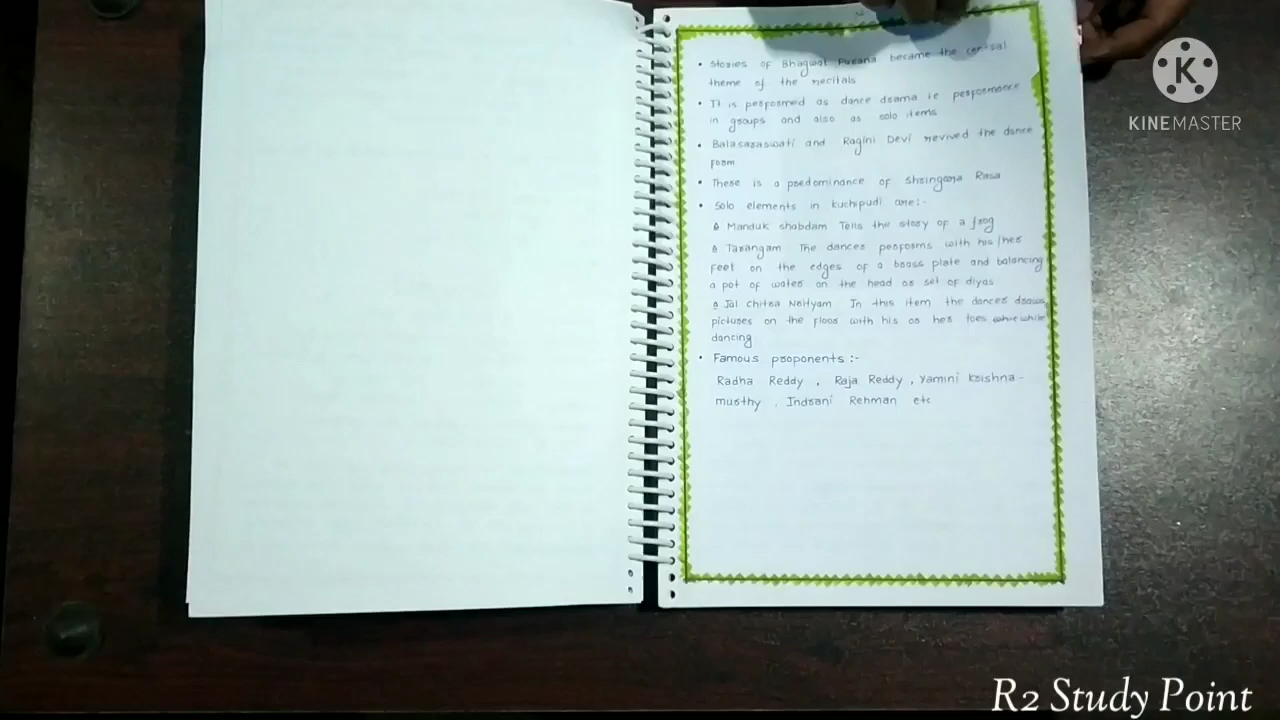 • Stories of Bhagwat Purana became the central
theme of the recitals
• It is performed as dance drama ie performance
in groups and also as solo items
• Balasaraswati and Ragini Devi revived the dance
form
• There is a predominance of Shringara Rasa
• Solo elements in kuchipudi are:-
Manduk shabdam Tells the story of a frog
Tarangam The dancer performs with his/her
feet on the edges of a brass plate and balancing
a pot of water on the head or set of diyas
Jal Chitra Nrityam In this item the dancer draws
pictures on the floor with his or her toes while
dancing
• Famous proponents :-
Radha Reddy , Raja Reddy , Yamini krishna-
murthy , Indrani Rehman etc
K
KINEMASTER
R2 Study Point